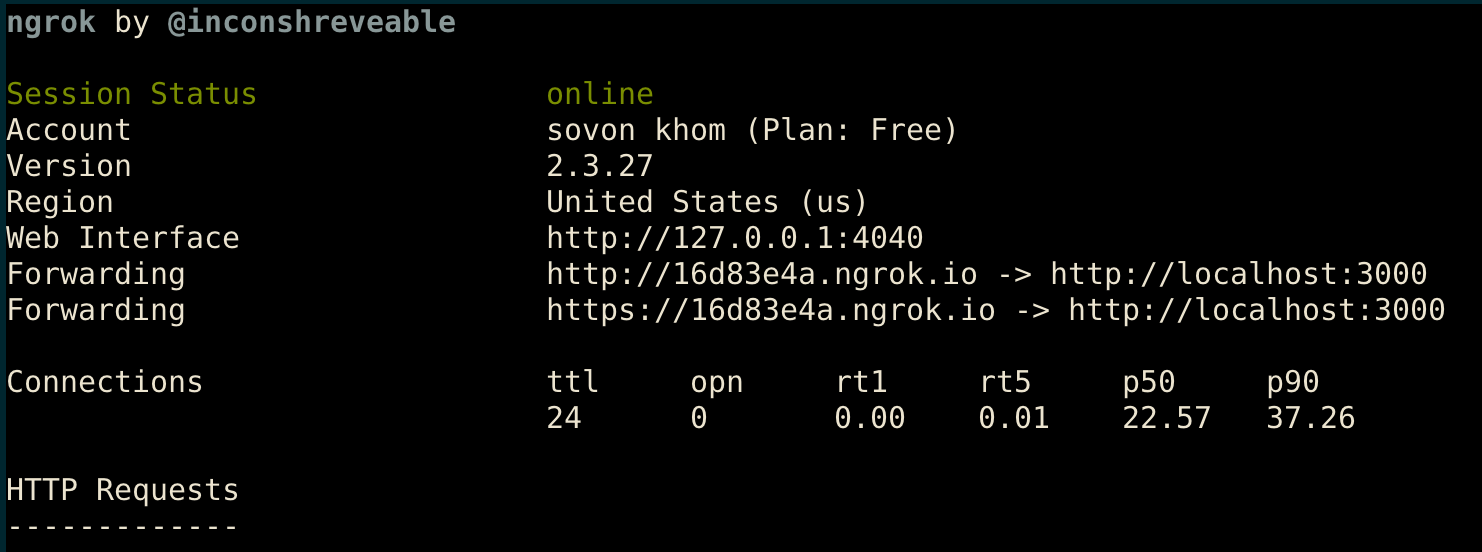 ngrok by @inconshreveable
Session Status online
Account sovon khom (Plan: Free)
Version 2.3.27
Region United States (us)
Web Interface http://127.0.0.1:4040
Forwarding http://16d83e4a.ngrok.io -> http://localhost:3000
Forwarding https://16d83e4a.ngrok.io -> http://localhost:3000
Connections ttl opn rt1 rt5 p50 p90
24 0 0.00 0.01 22.57 37.26
HTTP Requests
-------------